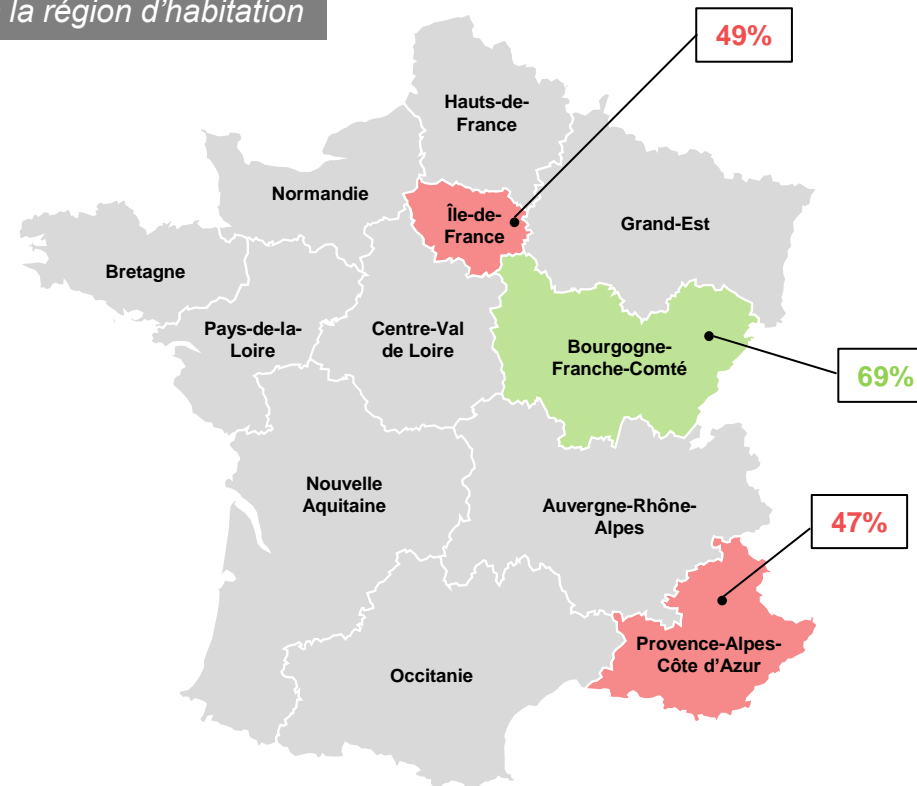 la région d’habitation
49%
Hauts-de-
France
Normandie
Île-de-
France
Grand-Est
Bretagne
Pays-de-la-
Loire
Centre-Val
de Loire
Bourgogne-
Franche-Comté
69%
Nouvelle
Aquitaine
Auvergne-Rhône-
Alpes
47%
Provence-Alpes-
Côte d’Azur
Occitanie